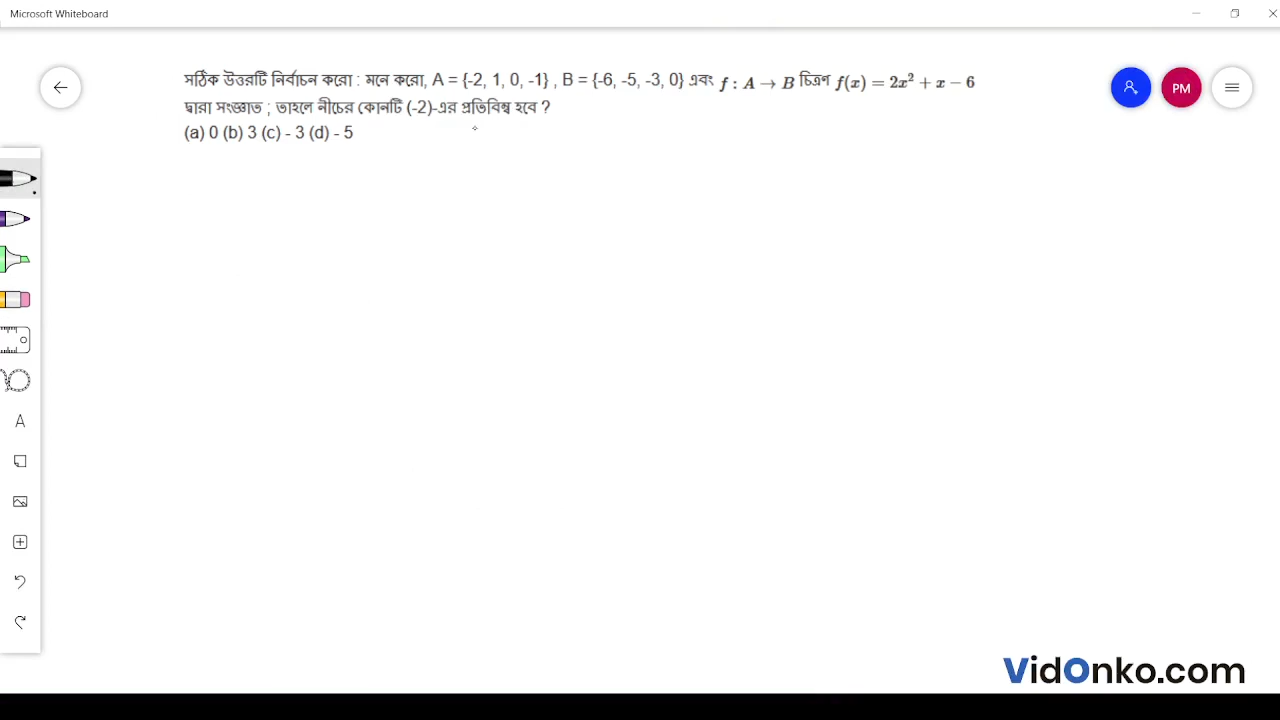 Microsoft Whiteboard
সঠিক উত্তরটি নির্বাচন করো : মনে করো, A = {-2, 1, 0, -1} , B = {-6, -5, -3, 0} এবং f : A → B চিত্রণ f(x) = 2x² + x − 6
দ্বারা সংজ্ঞাত ; তাহলে নীচের কোনটি (-2)-এর প্রতিবিম্ব হবে ?
(a) 0 (b) 3 (c) - 3 (d) - 5
PM
A
VidOnko.com